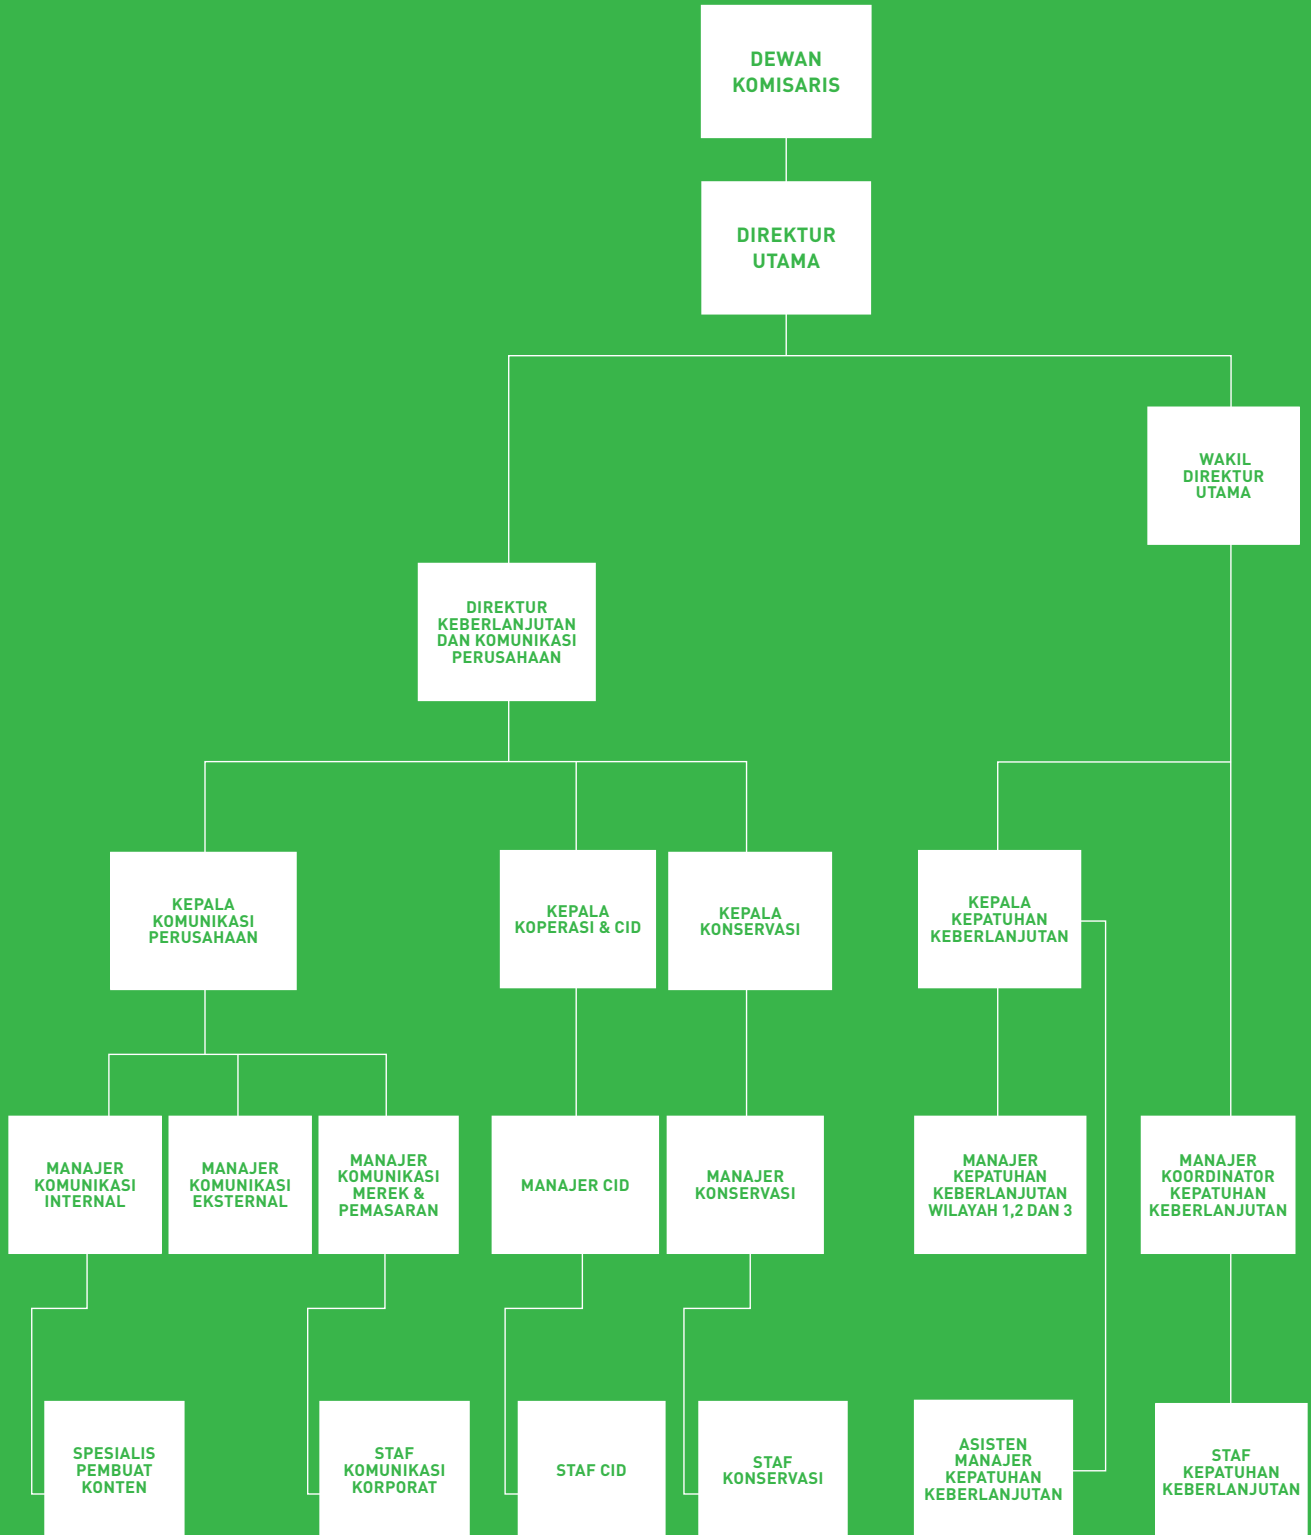 DEWAN
KOMISARIS
DIREKTUR
UTAMA
WAKIL
DIREKTUR
UTAMA
DIREKTUR
KEBERLANJUTAN
DAN KOMUNIKASI
PERUSAHAAN
KEPALA
KOMUNIKASI
PERUSAHAAN
KEPALA
KOPERASI & CID
KEPALA
KONSERVASI
KEPALA
KEPATUHAN
KEBERLANJUTAN
MANAJER
KOMUNIKASI
INTERNAL
MANAJER
KOMUNIKASI
EKSTERNAL
MANAJER
KOMUNIKASI
MEREK &
PEMASARAN
MANAJER CID
MANAJER
KONSERVASI
MANAJER
KEPATUHAN
KEBERLANJUTAN
WILAYAH 1,2 DAN 3
MANAJER
KOORDINATOR
KEPATUHAN
KEBERLANJUTAN
SPESIALIS
PEMBUAT
KONTEN
STAF
KOMUNIKASI
KORPORAT
STAF CID
STAF
KONSERVASI
ASISTEN
MANAJER
KEPATUHAN
KEBERLANJUTAN
STAF
KEPATUHAN
KEBERLANJUTAN